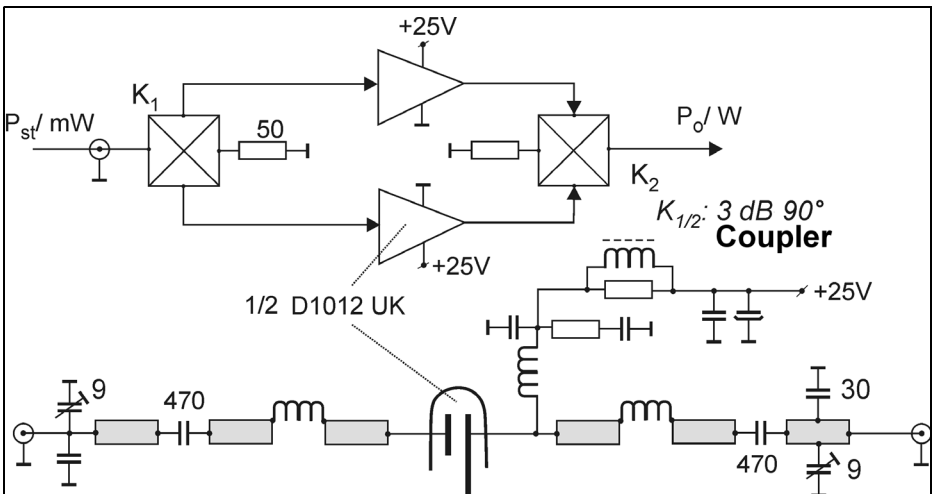 +25V
K1
Pst/ mW
50
Po/ W
K2
K1/2: 3 dB 90°
Coupler
+25V
1/2 D1012 UK
+25V
9
470
30
470
9